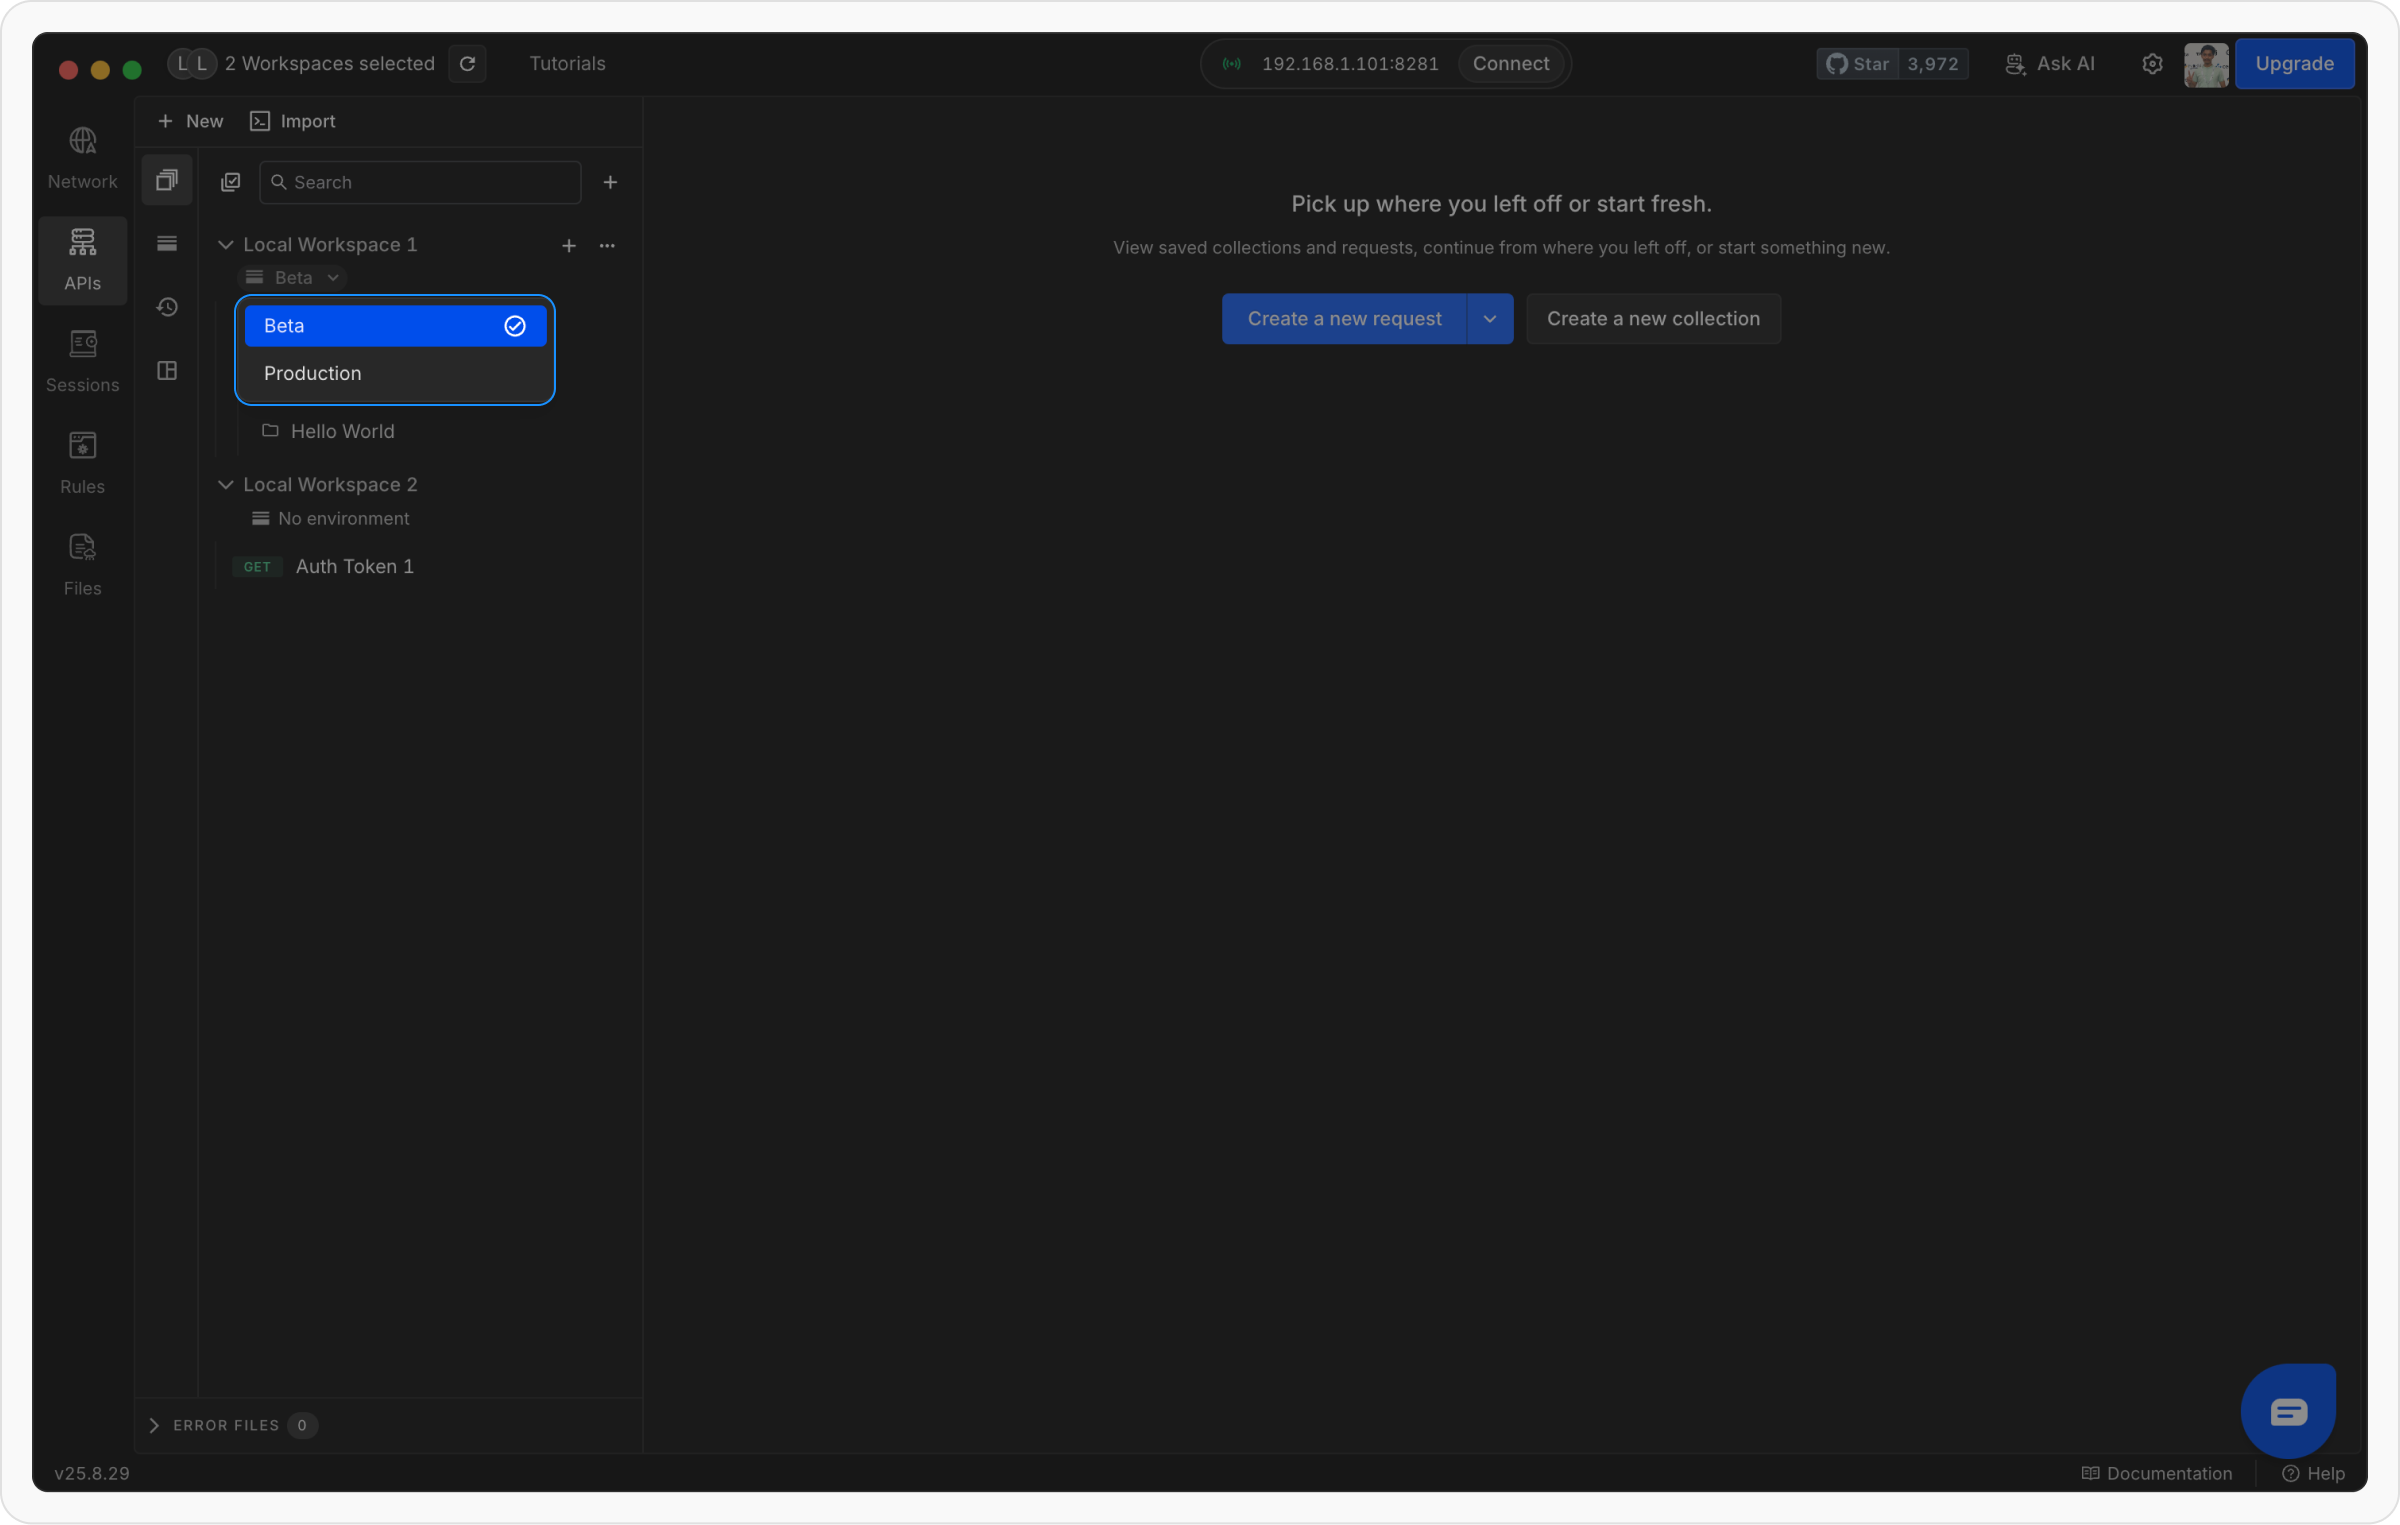 LL 2 Workspaces selected Tutorials 192.168.1.101:8281 Connect Star 3,972 Ask AI Upgrade
New Import
Network
Search
APIs
Local Workspace 1
Beta
Beta
Production
Hello World
Sessions
Rules
Files
Local Workspace 2
No environment
GET Auth Token 1
Pick up where you left off or start fresh.
View saved collections and requests, continue from where you left off, or start something new.
Create a new request Create a new collection
ERROR FILES 0
v25.8.29 Documentation Help